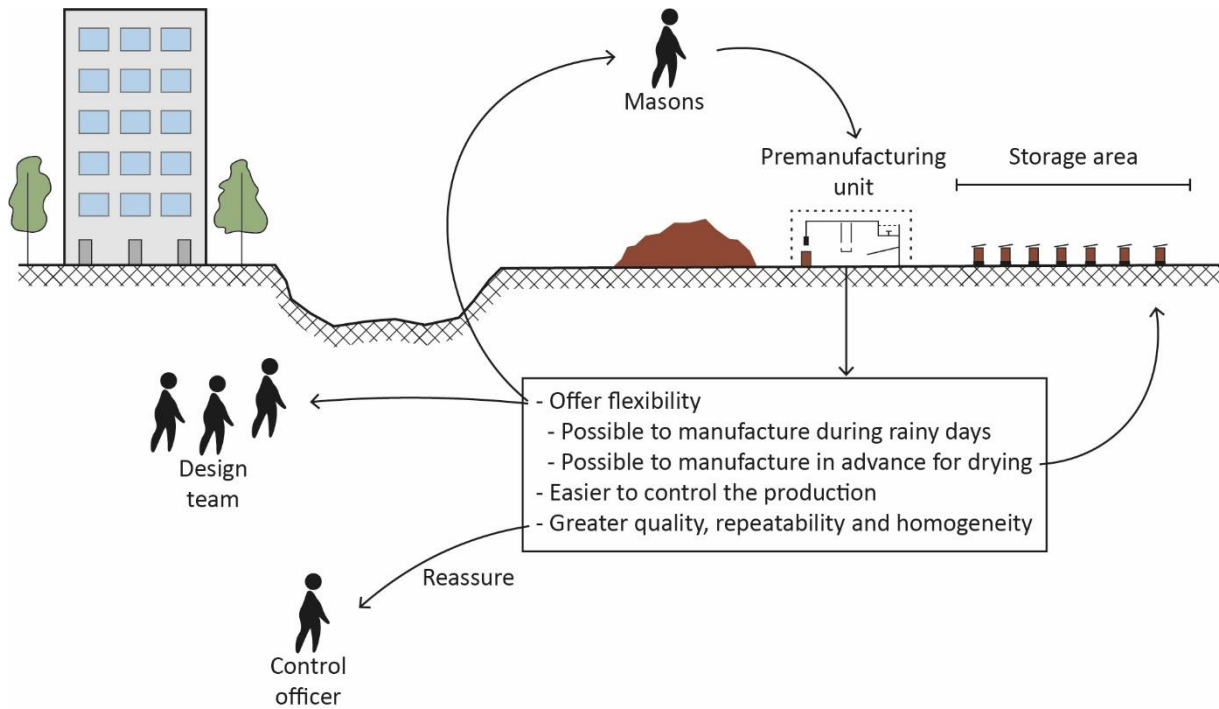 Masons
Premanufacturing
unit
Storage area
- Offer flexibility
- Possible to manufacture during rainy days
- Possible to manufacture in advance for drying
- Easier to control the production
- Greater quality, repeatability and homogeneity
Design
team
Reassure
Control
officer